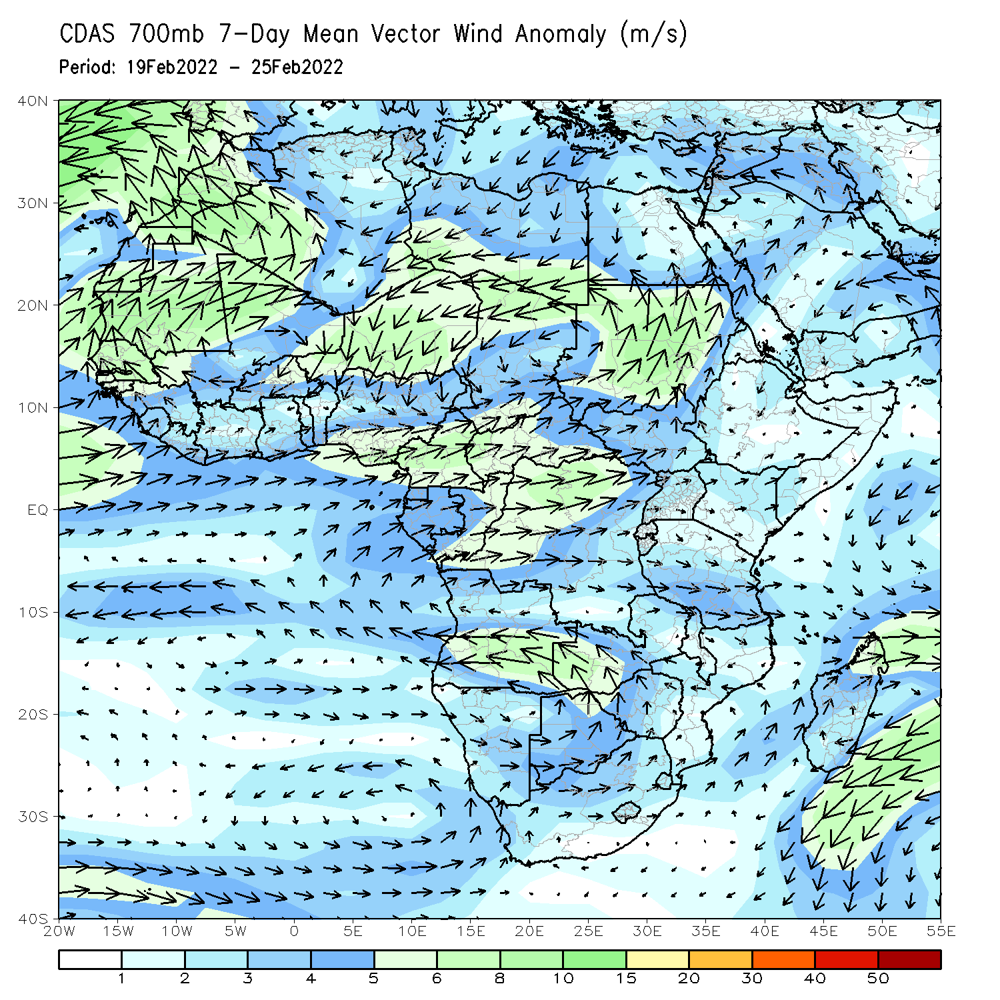 CDAS 700mb 7-Day Mean Vector Wind Anomaly (m/s)
Period: 19Feb2022 - 25Feb2022
40N
30N
20N
10N
EQ
10S
20S
30S
40S
20W 15W 10W 5W 0 5E 10E 15E 20E 25E 30E 35E 40E 45E 50E 55E
1 2 3 4 5 6 8 10 15 20 30 40 50